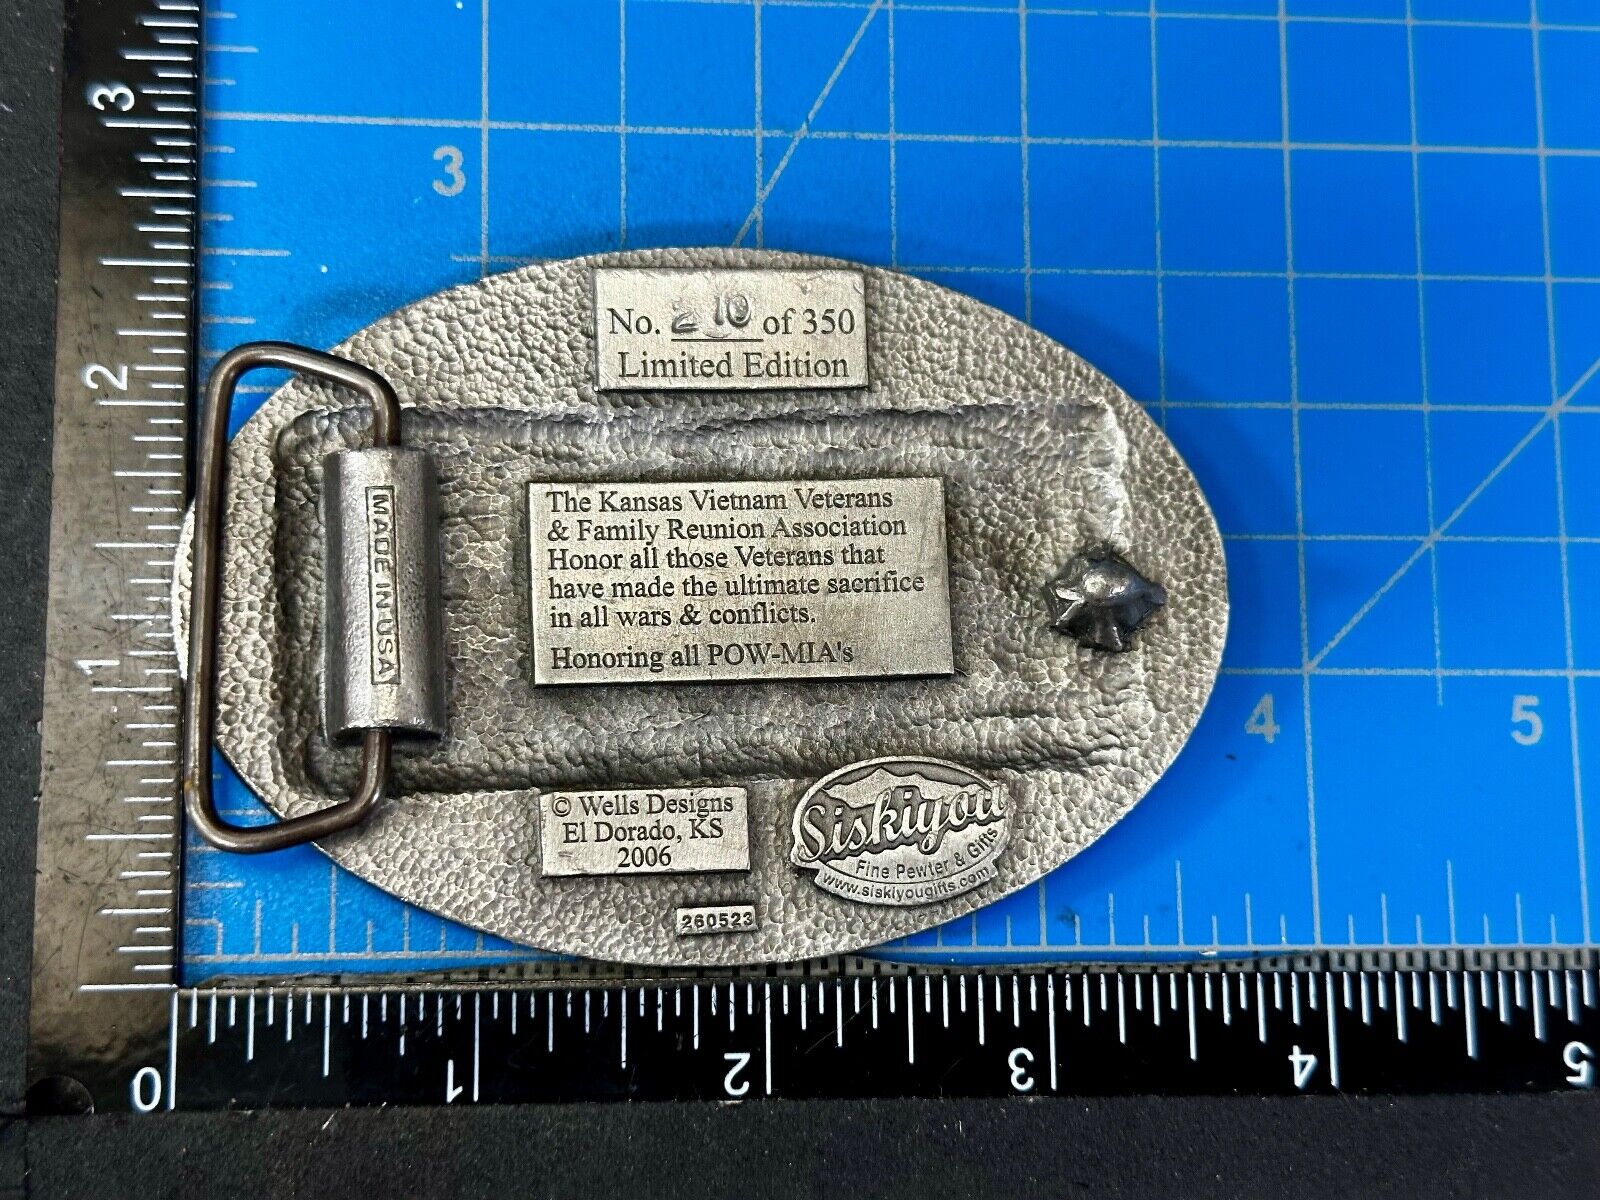 No. 210 of 350
Limited Edition
MADE IN USA
The Kansas Vietnam Veterans
& Family Reunion Association
Honor all those Veterans that
have made the ultimate sacrifice
in all wars & conflicts.
Honoring all POW-MIA's
© Wells Designs
El Dorado, KS
2006
Siskiyou
Fine Pewter & Gifts
www.siskiyougifts.com
260523
3
2
1
3
4
5
0
1
2
3
4
5